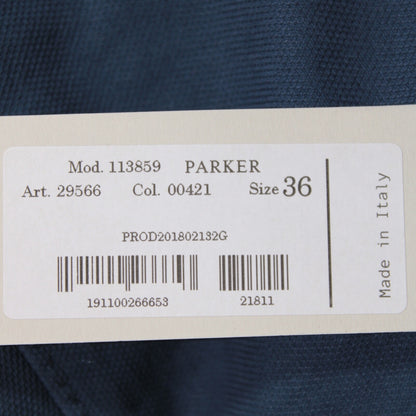 Mod. 113859 PARKER
Art. 29566 Col. 00421 Size 36
PROD201802132G
191100266653 21811
Made in Italy